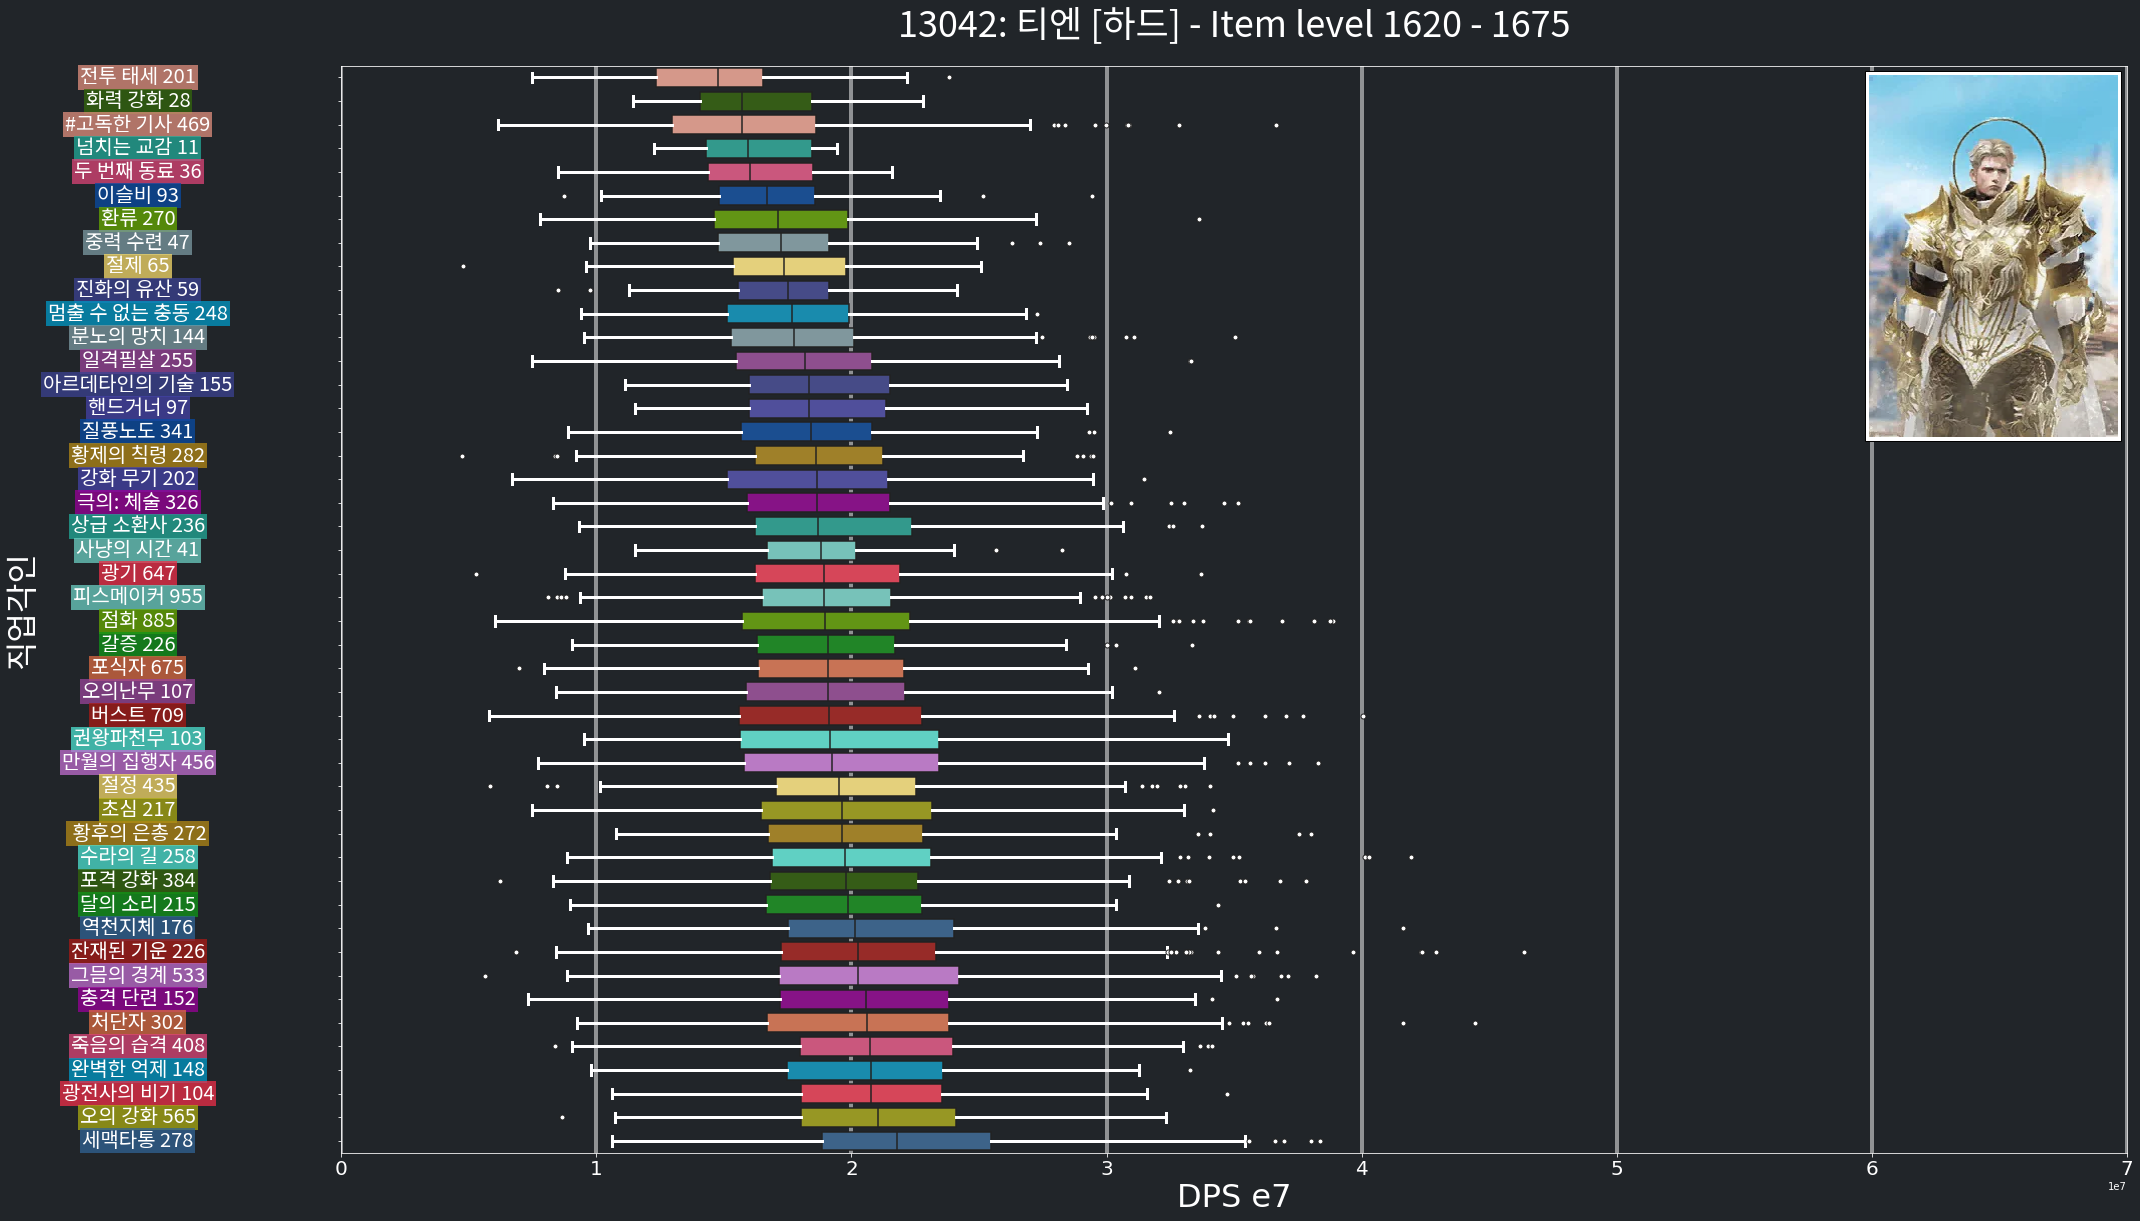 13042: 티엔 [하드] - Item level 1620 - 1675
직업각인
전투 태세 201
화력 강화 28
#고독한 기사 469
넘치는 교감 11
두 번째 동료 36
이슬비 93
환류 270
중력 수련 47
절제 65
진화의 유산 59
멈출 수 없는 충동 248
분노의 망치 144
일격필살 255
아르데타인의 기술 155
핸드거너 97
질풍노도 341
황제의 칙령 282
강화 무기 202
극의: 체술 326
상급 소환사 236
사냥의 시간 41
광기 647
피스메이커 955
점화 885
갈증 226
포식자 675
오의난무 107
버스트 709
권왕파천무 103
만월의 집행자 456
절정 435
초심 217
황후의 은총 272
수라의 길 258
포격 강화 384
달의 소리 215
역천지체 176
잔재된 기운 226
그믐의 경계 533
충격 단련 152
처단자 302
죽음의 습격 408
완벽한 억제 148
광전사의 비기 104
오의 강화 565
세맥타통 278
0 1 2 3 4 5 6 7
1e7
DPS e7